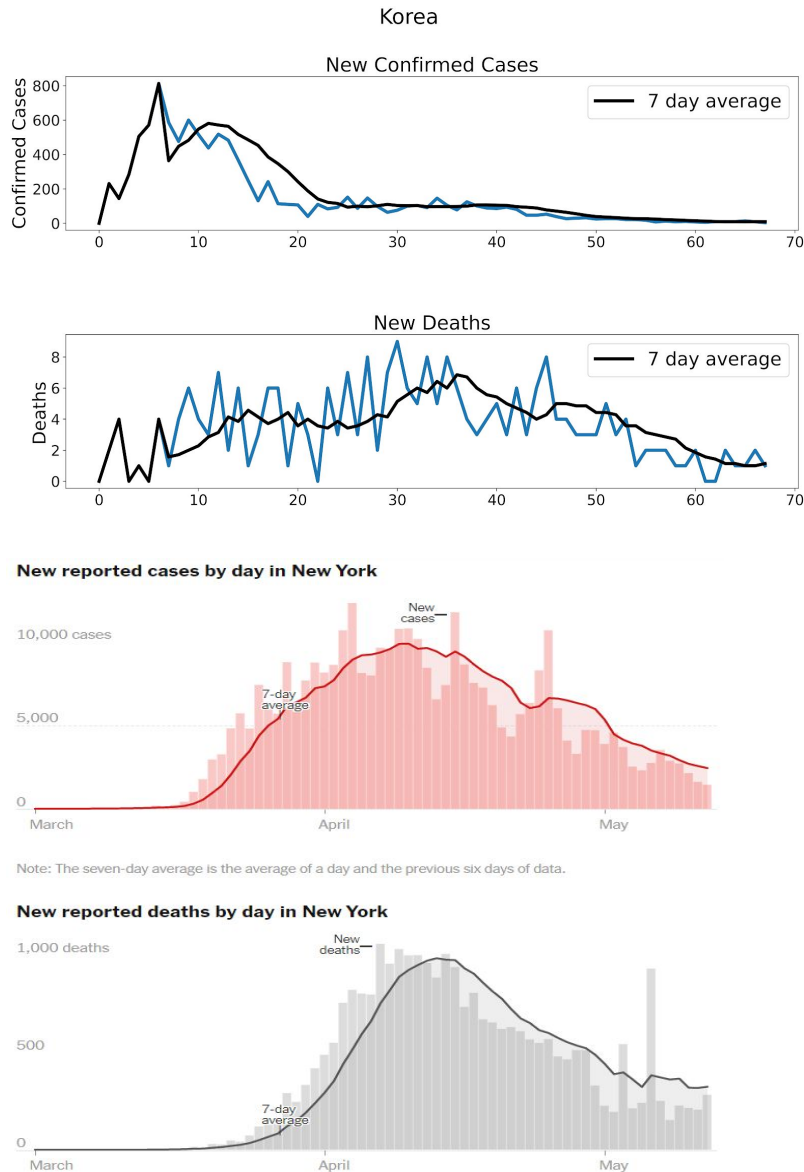 Korea
New Confirmed Cases
Confirmed Cases
800
600
400
200
0
7 day average
0 10 20 30 40 50 60 70
New Deaths
Deaths
8
6
4
2
0
7 day average
0 10 20 30 40 50 60 70
New reported cases by day in New York
10,000 cases
New
cases
7-day
average
5,000
0
March April May
Note: The seven-day average is the average of a day and the previous six days of data.
New reported deaths by day in New York
1,000 deaths
New
deaths
500
7-day
average
0
March April May